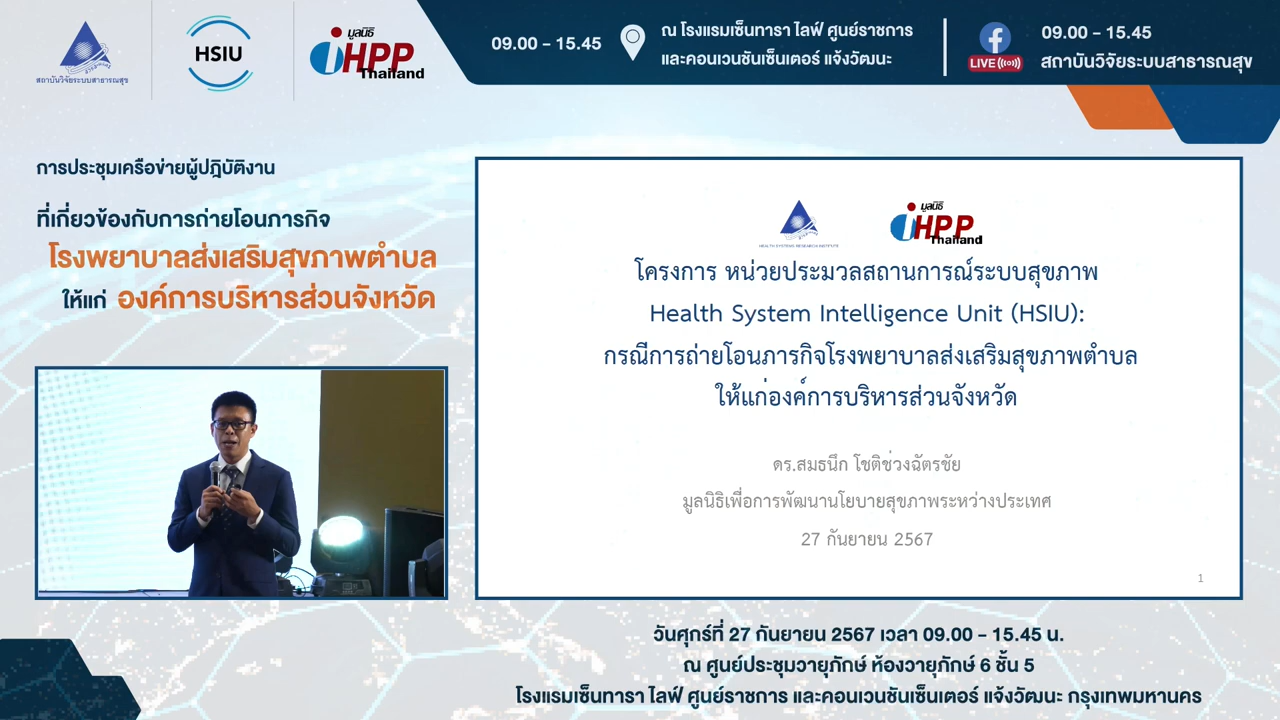 สถาบันวิจัยระบบสาธารณสุข
HSIU
มูลนิธิ
iHPP
Thailand
09.00 - 15.45
ณ โรงแรมเซ็นทารา ไลฟ์ ศูนย์ราชการ
และคอนเวนชันเซ็นเตอร์ แจ้งวัฒนะ
LIVE
09.00 - 15.45
สถาบันวิจัยระบบสาธารณสุข
การประชุมเครือข่ายผู้ปฏิบัติงาน
ที่เกี่ยวข้องกับการถ่ายโอนภารกิจ
โรงพยาบาลส่งเสริมสุขภาพตำบล
ให้แก่ องค์การบริหารส่วนจังหวัด
HEALTH SYSTEMS RESEARCH INSTITUTE
มูลนิธิ
iHPP
Thailand
โครงการ หน่วยประมวลสถานการณ์ระบบสุขภาพ
Health System Intelligence Unit (HSIU):
กรณีการถ่ายโอนภารกิจโรงพยาบาลส่งเสริมสุขภาพตำบล
ให้แก่องค์การบริหารส่วนจังหวัด
ดร.สมธนึก โชติช่วงฉัตรชัย
มูลนิธิเพื่อการพัฒนานโยบายสุขภาพระหว่างประเทศ
27 กันยายน 2567
1
วันศุกร์ที่ 27 กันยายน 2567 เวลา 09.00 - 15.45 น.
ณ ศูนย์ประชุมวายุภักษ์ ห้องวายุภักษ์ 6 ชั้น 5
โรงแรมเซ็นทารา ไลฟ์ ศูนย์ราชการ และคอนเวนชันเซ็นเตอร์ แจ้งวัฒนะ กรุงเทพมหานคร